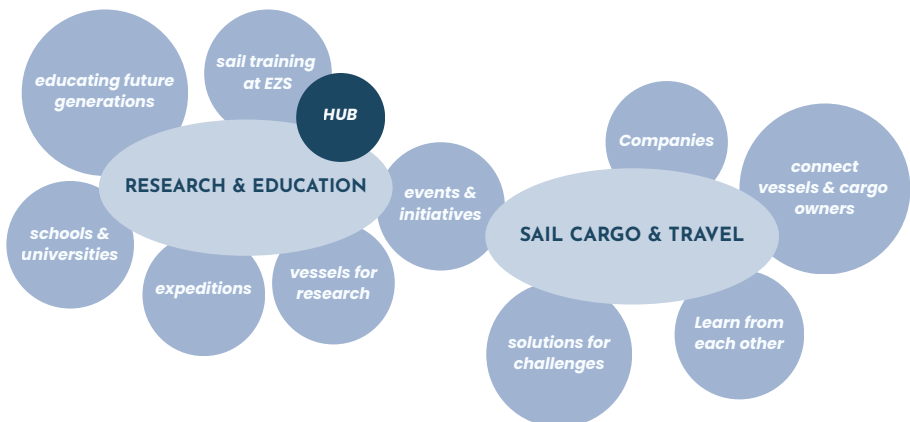 educating future
generations
sail training
at EZS
HUB
RESEARCH & EDUCATION
schools &
universities
expeditions
vessels for
research
events &
initiatives
Companies
connect
vessels & cargo
owners
SAIL CARGO & TRAVEL
solutions for
challenges
Learn from
each other